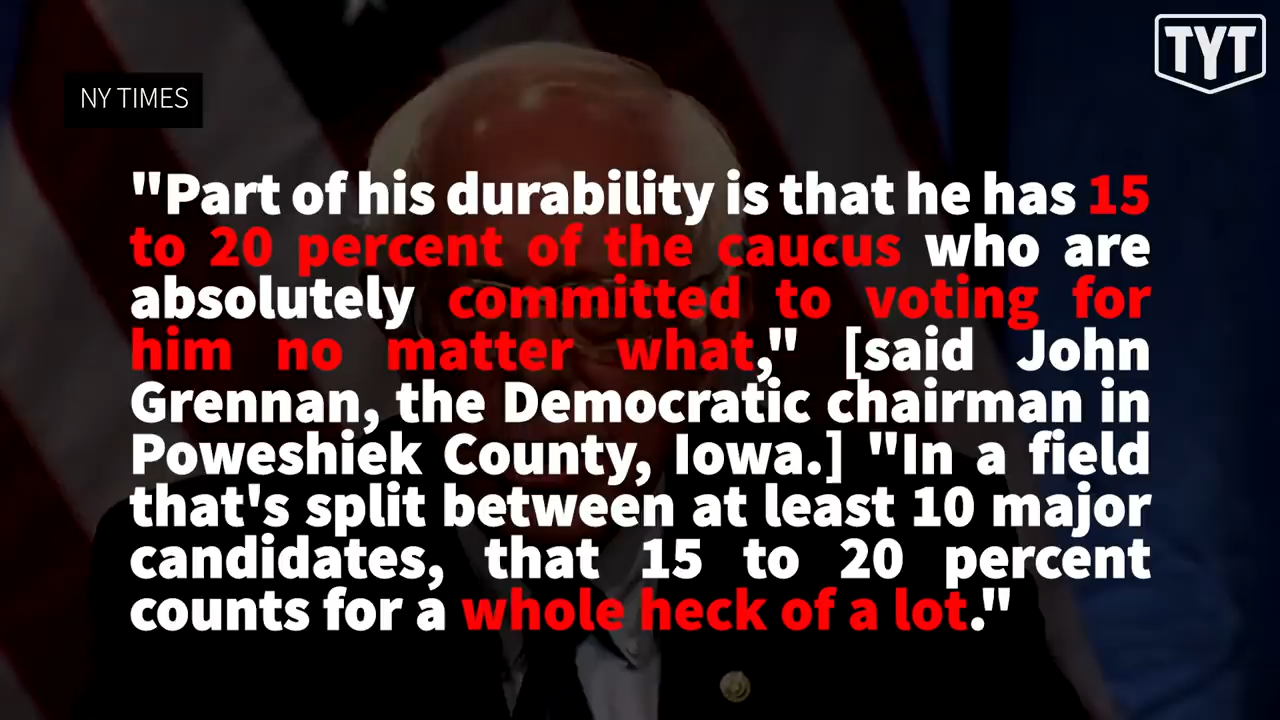 TYT
NY TIMES
"Part of his durability is that he has 15
to 20 percent of the caucus who are
absolutely committed to voting for
him no matter what," [said John
Grennan, the Democratic chairman in
Poweshiek County, Iowa.] "In a field
that's split between at least 10 major
candidates, that 15 to 20 percent
counts for a whole heck of a lot."